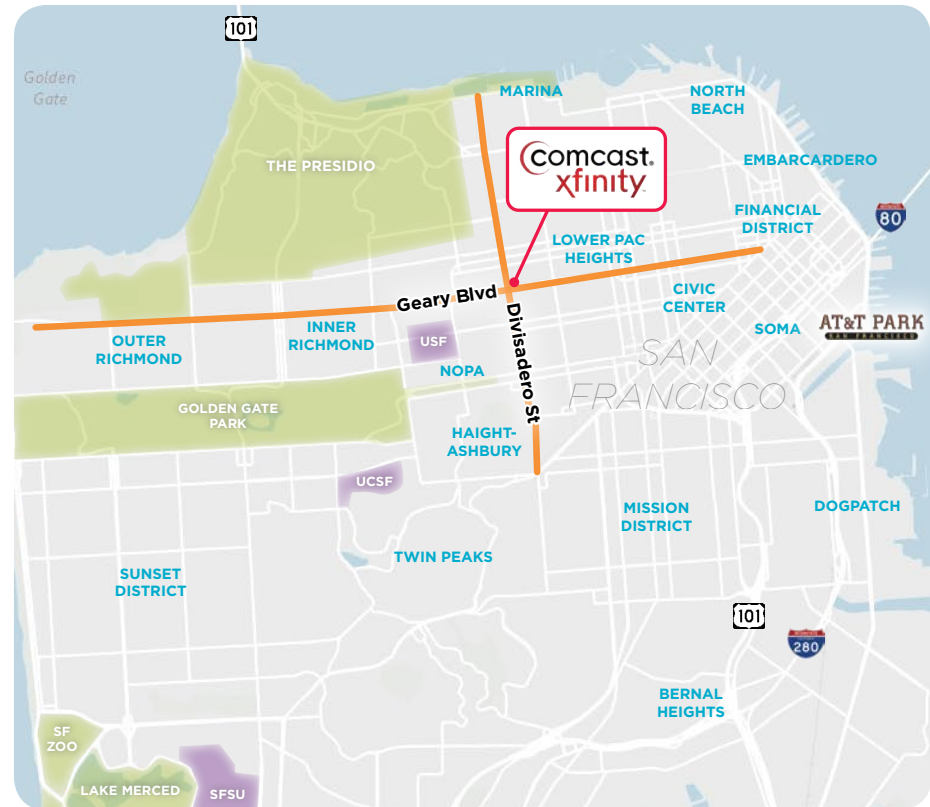 101
Golden
Gate
MARINA
NORTH
BEACH
THE PRESIDIO
comcast.
xfinity
EMBARCARDERO
80
FINANCIAL
DISTRICT
LOWER PAC
HEIGHTS
Geary Blvd
CIVIC
CENTER
Divisadero St
OUTER
RICHMOND
INNER
RICHMOND
USF
SOMA
AT&T PARK
SAN FRANCISCO
SAN
FRANCISCO
NOPA
GOLDEN GATE
PARK
HAIGHT-
ASHBURY
UCSF
MISSION
DISTRICT
DOGPATCH
TWIN PEAKS
SUNSET
DISTRICT
101
280
BERNAL
HEIGHTS
SF
ZOO
LAKE MERCED
SFSU